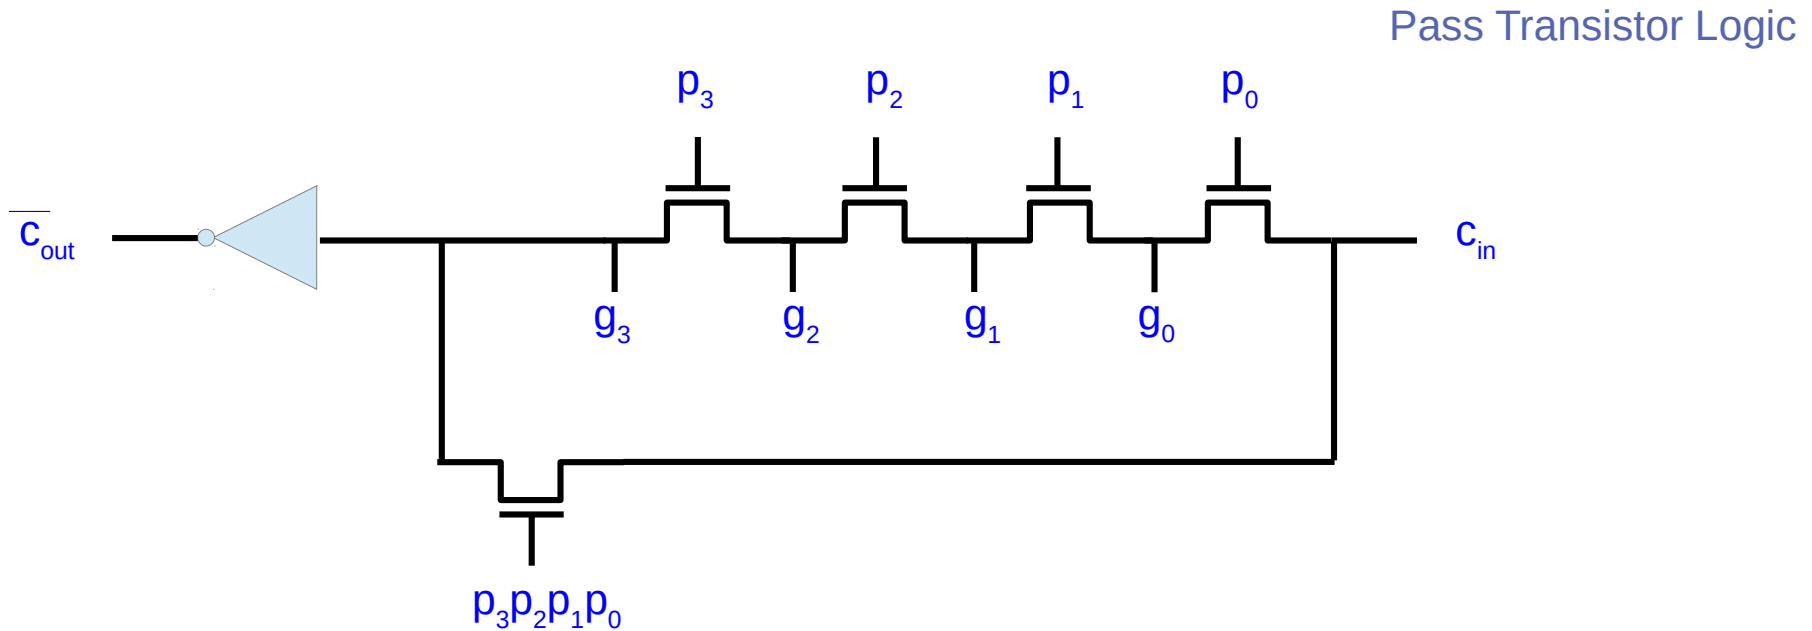 Pass Transistor Logic
p₃ p₂ p₁ p₀
c̅ₒᵤₜ cᵢₙ
g₃ g₂ g₁ g₀
p₃p₂p₁p₀